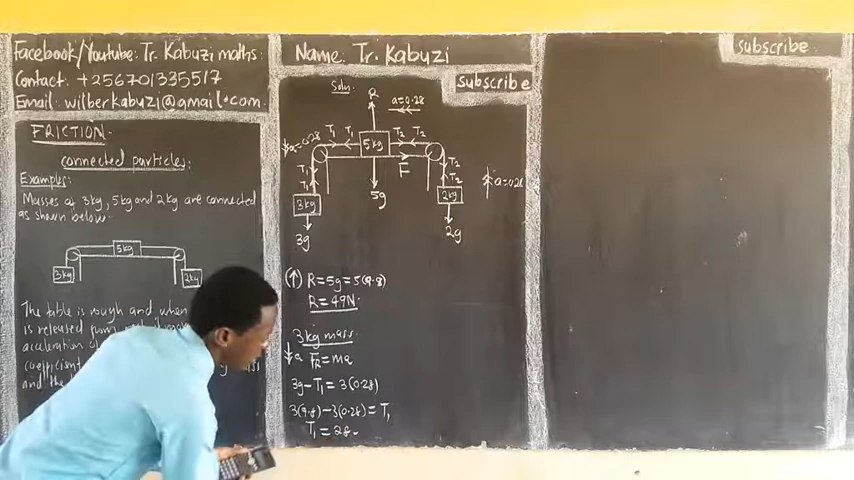 Facebook/Youtube: Tr. Kabuzi maths.
Contact: +256701335517
Email: wilberkabuzi@gmail.com.
FRICTION.
connected particles:
Examples:
Masses of 3kg, 5kg and 2kg are connected
as shown below.
5kg
3kg
2kg
The table is rough and when
is released from
acceleration of
coefficient
and the
Name: Tr. Kabuzi
subscribe
Soln:
R
a=0.28
a=0.28
T1 T1 5kg T2 T2
F
T1
T1
T2
T2
3kg
5g
2kg
a=0.28
3g
2g
(↑) R=5g=5(9.8)
R=49N.
3kg mass.
a FR=ma
3g-T1=3(0.28)
3(9.8)-3(0.28)=T1
T1=28.
subscribe